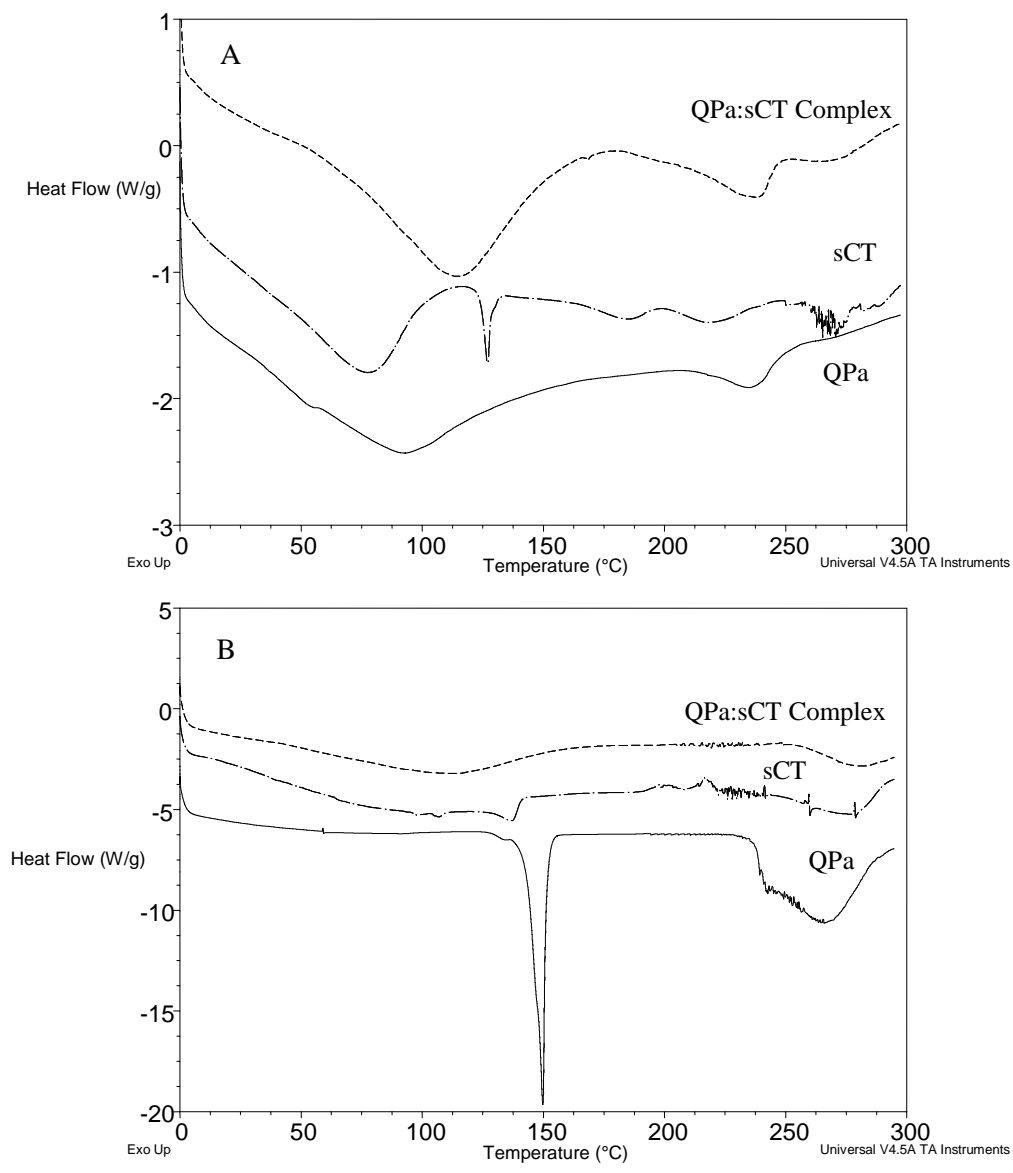 A
1
0
-1
-2
-3
Heat Flow (W/g)
QPa:sCT Complex
sCT
QPa
0 50 100 150 200 250 300
Exo Up Temperature (°C) Universal V4.5A TA Instruments
B
5
0
-5
-10
-15
-20
Heat Flow (W/g)
QPa:sCT Complex
sCT
QPa
0 50 100 150 200 250 300
Exo Up Temperature (°C) Universal V4.5A TA Instruments